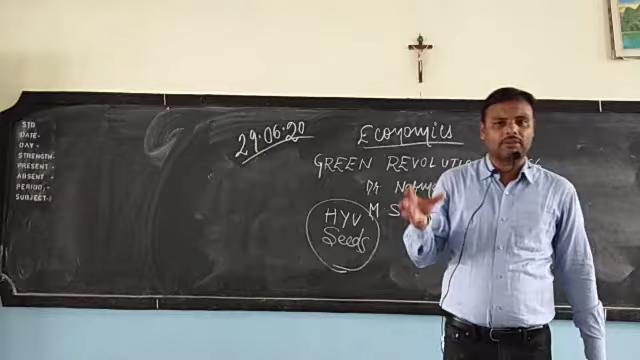 STD
DATE-
DAY-
STRENGTH-
PRESENT-
ABSENT-
PERIOD-
SUBJECT-
29.06.20
Economics
GREEN REVOLUTI
M S
HYV
Seeds